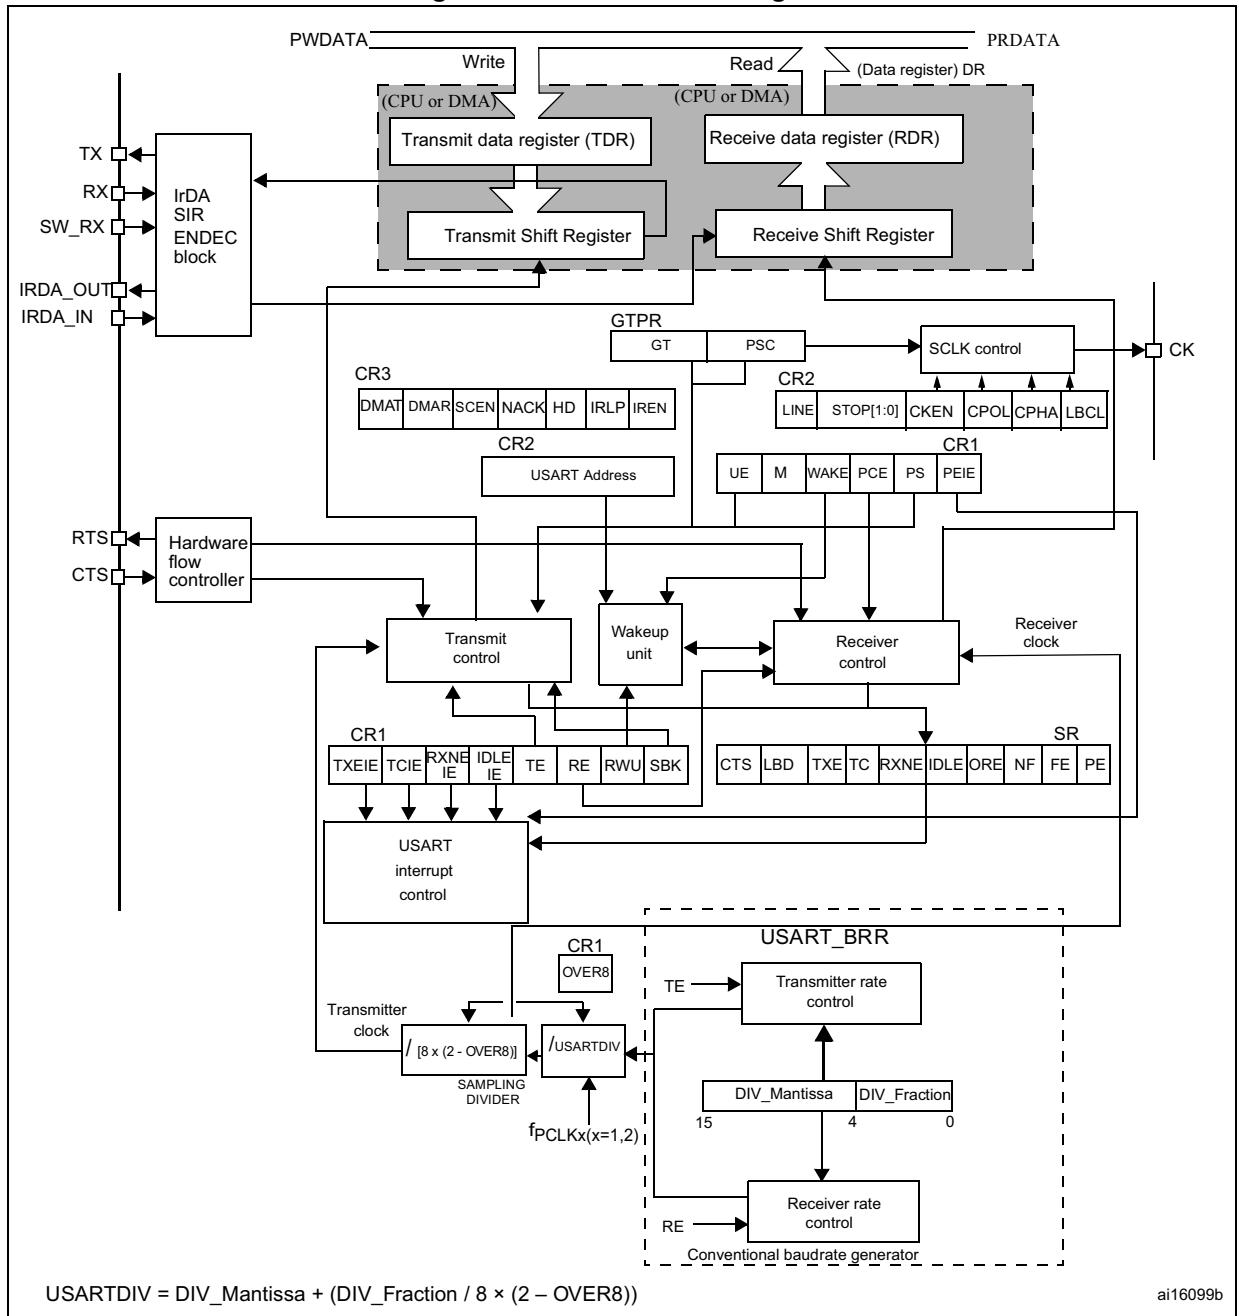 PWDATA
PRDATA
Write
Read
(Data register) DR
(CPU or DMA)
(CPU or DMA)
Transmit data register (TDR)
Receive data register (RDR)
TX
RX
SW_RX
IRDA_OUT
IRDA_IN
IrDA
SIR
ENDEC
block
Transmit Shift Register
Receive Shift Register
GTPR
GT
PSC
SCLK control
CK
CR3
DMAT
DMAR
SCEN
NACK
HD
IRLP
IREN
CR2
LINE
STOP[1:0]
CKEN
CPOL
CPHA
LBCL
CR2
USART Address
CR1
UE
M
WAKE
PCE
PS
PEIE
RTS
CTS
Hardware
flow
controller
Transmit
control
Wakeup
unit
Receiver
control
Receiver
clock
CR1
TXEIE
TCIE
RXNE
IE
IDLE
IE
TE
RE
RWU
SBK
SR
CTS
LBD
TXE
TC
RXNE
IDLE
ORE
NF
FE
PE
USART
interrupt
control
CR1
OVER8
USART_BRR
TE
Transmitter rate
control
Transmitter
clock
/ [8 x (2 - OVER8)]
/USARTDIV
SAMPLING
DIVIDER
fPCLKx(x=1,2)
DIV_Mantissa
DIV_Fraction
15
4
0
RE
Receiver rate
control
Conventional baudrate generator
USARTDIV = DIV_Mantissa + (DIV_Fraction / 8 × (2 – OVER8))
ai16099b